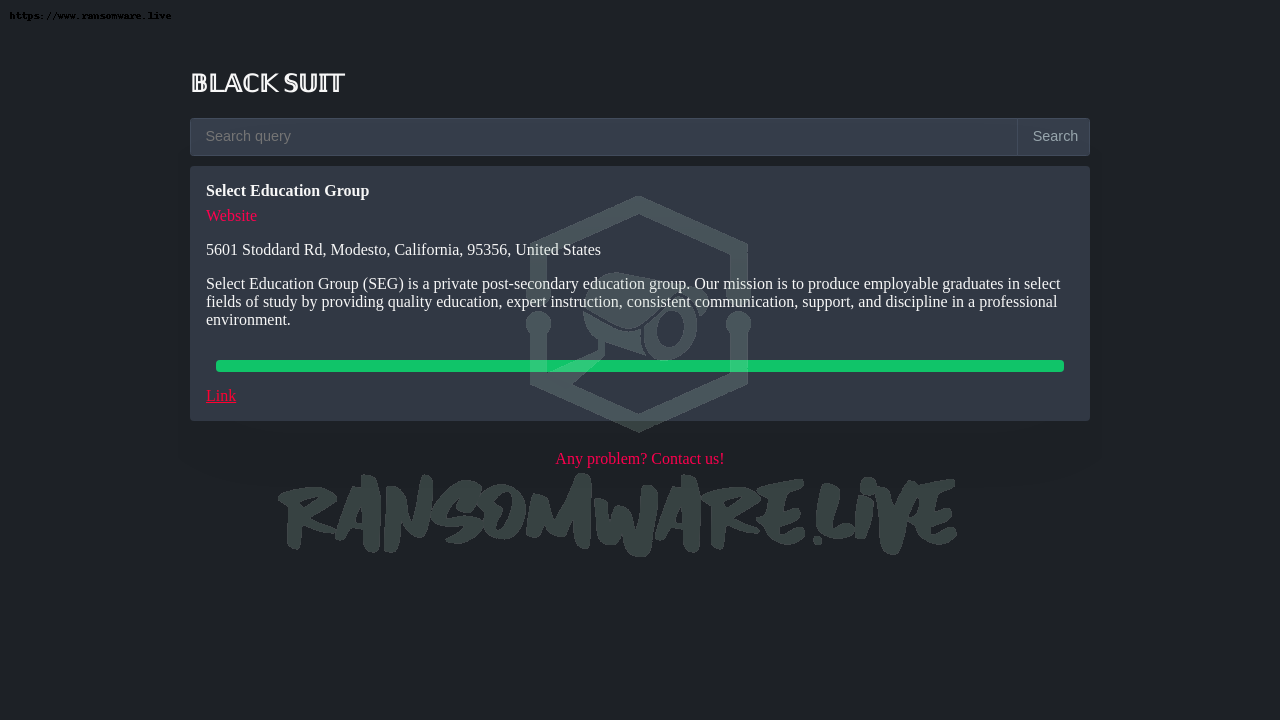 https://www.ransomware.live
BLACK SUIT
Search query
Search
Select Education Group
Website
5601 Stoddard Rd, Modesto, California, 95356, United States
Select Education Group (SEG) is a private post-secondary education group. Our mission is to produce employable graduates in select
fields of study by providing quality education, expert instruction, consistent communication, support, and discipline in a professional
environment.
Link
Any problem? Contact us!
RANSOMWARE.LIVE